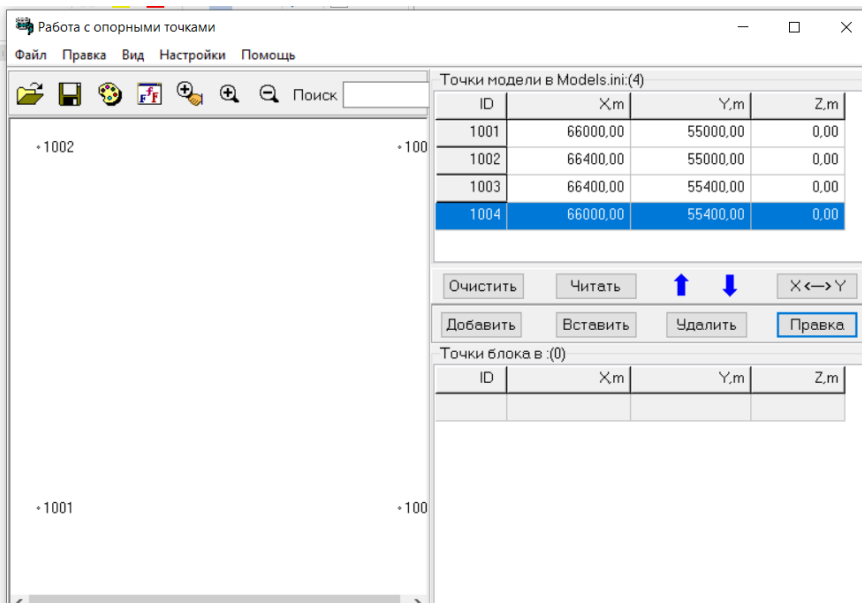 Работа с опорными точками
Файл Правка Вид Настройки Помощь
Поиск
1002
100
1001
100
Точки модели в Models.ini:(4)
ID X,m Y,m Z,m
1001 66000,00 55000,00 0,00
1002 66400,00 55000,00 0,00
1003 66400,00 55400,00 0,00
1004 66000,00 55400,00 0,00
Очистить Читать X<—>Y
Добавить Вставить Удалить Правка
Точки блока в :(0)
ID X,m Y,m Z,m